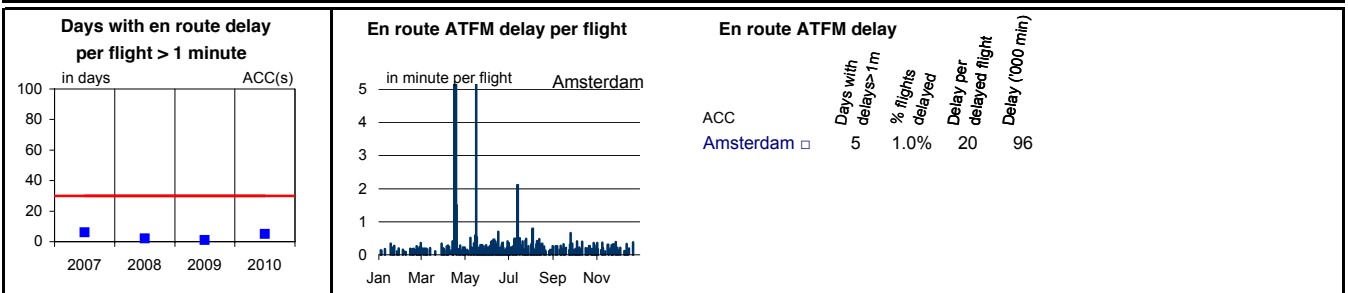 Days with en route delay
per flight > 1 minute
in days ACC(s)
100
80
60
40
20
0
2007 2008 2009 2010
En route ATFM delay per flight
in minute per flight Amsterdam
5
4
3
2
1
0
Jan Mar May Jul Sep Nov
En route ATFM delay
ACC
Days with
delays>1m
% flights
delayed
Delay per
delayed flight
Delay ('000 min)
Amsterdam □ 5 1.0% 20 96